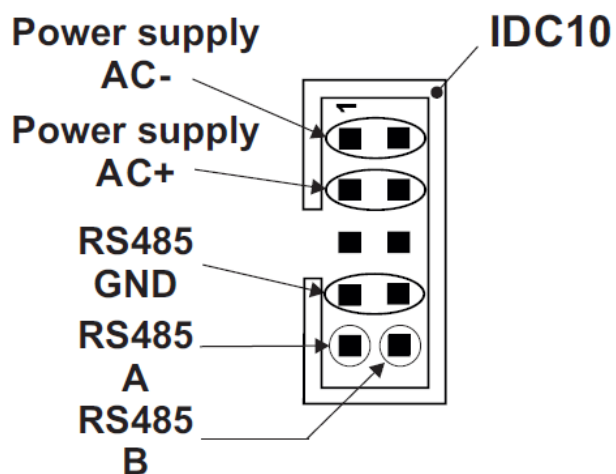 Power supply
AC-
IDC10
1
Power supply
AC+
RS485
GND
RS485
A
RS485
B